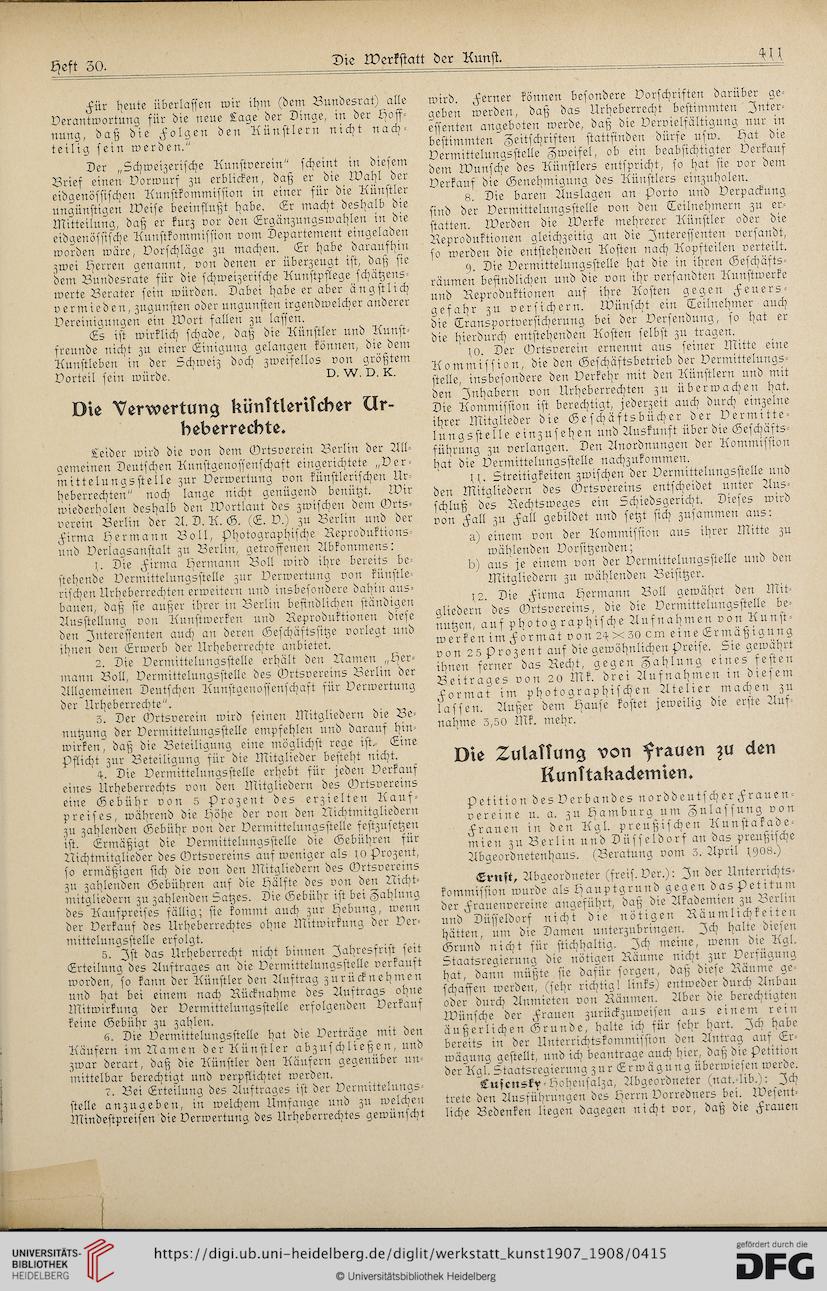 Heft 30.
Die Werkstatt der Kunst.
411
Für heute überlassen wir ihm (dem Bundesrat) alle
Verantwortung für die neue Lage der Dinge, in der Hoff-
nung, daß die Folgen den Künstlern nicht nach-
teilig sein werden.“
Der „Schweizerische Kunstverein“ scheint in diesem
Brief einen Vorwurf zu erblicken, daß er die Wahl der
eidgenössischen Kunstkommission in einer für die Künstler
ungünstigen Weise beeinflußt habe. Er macht deshalb die
Mitteilung, daß er kurz vor den Ergänzungswahlen in die
eidgenössische Kunstkommission vom Departement eingeladen
worden wäre, Vorschläge zu machen. Er habe daraufhin
zwei Herren genannt, von denen er überzeugt ist, daß sie
dem Bundesrate für die schweizerische Kunstpflege schätzens-
werte Berater sein würden. Dabei habe er aber ängstlich
vermieden, zugunsten oder ungunsten irgendwelcher anderer
Vereinigungen ein Wort fallen zu lassen.
Es ist wirklich schade, daß die Künstler und Kunst-
freunde nicht zu einer Einigung gelangen können, die dem
Kunstleben in der Schweiz doch zweifellos von größtem
Vorteil sein würde. D. W. D. K.
Die Verwertung künstlerischer Ur-
heberrechte.
Leider wird die von dem Ortsverein Berlin der All-
gemeinen Deutschen Kunstgenossenschaft eingerichtete „Ver-
mittelungsstelle zur Verwertung von künstlerischen Ur-
heberrechten“ noch lange nicht genügend benützt. Wir
wiederholen deshalb den Wortlaut des zwischen dem Orts-
verein Berlin der A. D. K. G. (E. V.) zu Berlin und der
Firma Hermann Boll, Photographische Reproduktions-
und Verlagsanstalt zu Berlin, getroffenen Abkommens:
1. Die Firma Hermann Boll wird ihre bereits be-
stehende Vermittelungsstelle zur Verwertung von künstle-
rischen Urheberrechten erweitern und insbesondere dahin aus-
bauen, daß sie außer ihrer in Berlin befindlichen ständigen
Ausstellung von Kunstwerken und Reproduktionen diese
den Interessenten auch an deren Geschäftssitze vorlegt und
ihnen den Erwerb der Urheberrechte anbietet.
2. Die Vermittelungsstelle erhält den Namen „Her-
mann Boll, Vermittelungsstelle des Ortsvereins Berlin der
Allgemeinen Deutschen Kunstgenossenschaft für Verwertung
der Urheberrechte“.
3. Der Ortsverein wird seinen Mitgliedern die Be-
nutzung der Vermittelungsstelle empfehlen und darauf hin-
wirken, daß die Beteiligung eine möglichst rege ist. Eine
Pflicht zur Beteiligung für die Mitglieder besteht nicht.
4. Die Vermittelungsstelle erhebt für jeden Verkauf
eines Urheberrechts von den Mitgliedern des Ortsvereins
eine Gebühr von 5 Prozent des erzielten Kauf-
preises, während die Höhe der von den Nichtmitgliedern
zu zahlenden Gebühr von der Vermittelungsstelle festzusetzen
ist. Ermäßigt die Vermittelungsstelle die Gebühren für
Nichtmitglieder des Ortsvereins auf weniger als 10 Prozent,
so ermäßigen sich die von den Mitgliedern des Ortsvereins
zu zahlenden Gebühren auf die Hälfte des von den Nicht-
mitgliedern zu zahlenden Satzes. Die Gebühr ist bei Zahlung
des Kaufpreises fällig; sie kommt auch zur Hebung, wenn
der Verkauf des Urheberrechtes ohne Mitwirkung der Ver-
mittelungsstelle erfolgt.
5. Ist das Urheberrecht nicht binnen Jahresfrist seit
Erteilung des Auftrages an die Vermittelungsstelle verkauft
worden, so kann der Künstler den Auftrag zurücknehmen
und hat bei einem nach Rücknahme des Auftrags ohne
Mitwirkung der Vermittelungsstelle erfolgenden Verkauf
keine Gebühr zu zahlen.
6. Die Vermittelungsstelle hat die Verträge mit den
Käufern im Namen der Künstler abzuschließen, und
zwar derart, daß die Künstler den Käufern gegenüber un-
mittelbar berechtigt und verpflichtet werden.
7. Bei Erteilung des Auftrages ist der Vermittelungs-
stelle anzugeben, in welchem Umfange und zu welchen
Mindestpreisen die Verwertung des Urheberrechtes gewünscht
wird. Ferner können besondere Vorschriften darüber ge-
geben werden, daß das Urheberrecht bestimmten Inter-
essenten angeboten werde, daß die Vervielfältigung nur in
bestimmten Zeitschriften stattfinden dürfe usw. Hat die
Vermittelungsstelle Zweifel, ob ein beabsichtigter Verkauf
dem Wunsche des Künstlers entspricht, so hat sie vor dem
Verkauf die Genehmigung des Künstlers einzuholen.
8. Die baren Auslagen an Porto und Verpackung
sind der Vermittelungsstelle von den Teilnehmern zu er-
statten. Werden die Werke mehrerer Künstler oder die
Reproduktionen gleichzeitig an die Interessenten versandt,
so werden die entstehenden Kosten nach Kopfteilen verteilt.
9. Die Vermittelungsstelle hat die in ihren Geschäfts-
räumen befindlichen und die von ihr versandten Kunstwerke
und Reproduktionen auf ihre Kosten gegen Feuers-
gefahr zu versichern. Wünscht ein Teilnehmer auch
die Transportversicherung bei der Versendung, so hat er
die hierdurch entstehenden Kosten selbst zu tragen.
10. Der Ortsverein ernennt aus seiner Mitte eine
Kommission, die den Geschäftsbetrieb der Vermittelungs-
stelle, insbesondere den Verkehr mit den Künstlern und mit
den Inhabern von Urheberrechten zu überwachen hat.
Die Kommission ist berechtigt, jederzeit auch durch einzelne
ihrer Mitglieder die Geschäftsbücher der Vermitte-
lungsstelle einzusehen und Auskunft über die Geschäfts-
führung zu verlangen. Den Anordnungen der Kommission
hat die Vermittelungsstelle nachzukommen.
11. Streitigkeiten zwischen der Vermittelungsstelle und
den Mitgliedern des Ortsvereins entscheidet unter Aus-
schluß des Rechtsweges ein Schiedsgericht. Dieses wird
von Fall zu Fall gebildet und setzt sich zusammen aus:
a) einem von der Kommission aus ihrer Mitte zu
wählenden Vorsitzenden;
b) aus je einem von der Vermittelungsstelle und den
Mitgliedern zu wählenden Beisitzer.
12. Die Firma Hermann Boll gewährt den Mit-
gliedern des Ortsvereins, die die Vermittelungsstelle be-
nutzen, auf photographische Aufnahmen von Kunst-
werken im Format von 24×30 cm eine Ermäßigung
von 25 Prozent auf die gewöhnlichen Preise. Sie gewährt
ihnen ferner das Recht, gegen Zahlung eines festen
Beitrages von 20 Mk. drei Aufnahmen in diesem
Format im photographischen Atelier machen zu
lassen. Außer dem Hause kostet jeweilig die erste Auf-
nahme 3,50 Mk. mehr.
Die Zulassung von Frauen zu den
Kunstakademien.
Petition des Verbandes norddeutscher Frauen-
vereine u. a. zu Hamburg um Zulassung von
Frauen in den Kgl. preußischen Kunstakade-
mien zu Berlin und Düsseldorf an das preußische
Abgeordnetenhaus. (Beratung vom 3. April 1908.)
Ernst, Abgeordneter (freis. Ver.): In der Unterrichts-
kommission wurde als Hauptgrund gegen das Petitum
der Frauenvereine angeführt, daß die Akademien zu Berlin
und Düsseldorf nicht die nötigen Räumlichkeiten
hätten, um die Damen unterzubringen. Ich halte diesen
Grund nicht für stichhaltig. Ich meine, wenn die Kgl.
Staatsregierung die nötigen Räume nicht zur Verfügung
hat, dann müßte sie dafür sorgen, daß diese Räume ge-
schaffen werden, (sehr richtig! links) entweder durch Anbau
oder durch Anmieten von Räumen. Aber die berechtigten
Wünsche der Frauen zurückzuweisen aus einem rein
äußerlichen Grunde, halte ich für sehr hart. Ich habe
bereits in der Unterrichtskommission den Antrag auf Er-
wägung gestellt, und ich beantrage auch hier, daß die Petition
der Kgl. Staatsregierung zur Erwägung überwiesen werde.
Lusensky-Hohensalza, Abgeordneter (nat.-lib.): Ich
trete den Ausführungen des Herrn Vorredners bei. Wesent-
liche Bedenken liegen dagegen nicht vor, daß die Frauen
UNIVERSITÄTS-
BIBLIOTHEK
HEIDELBERG
https://digi.ub.uni-heidelberg.de/diglit/werkstatt_kunst1907_1908/0415
© Universitätsbibliothek Heidelberg
gefördert durch die
DFG